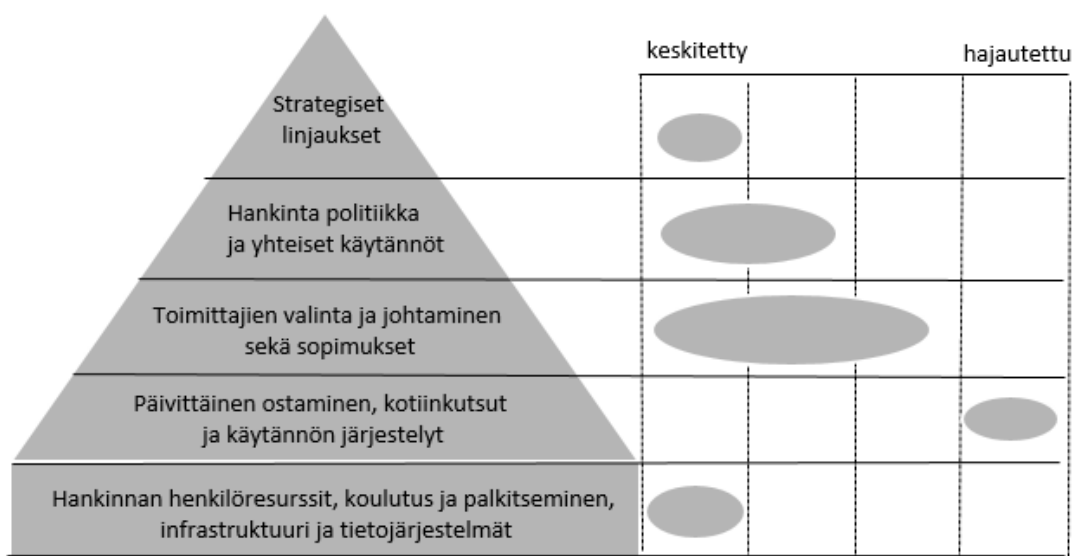 keskitetty
hajautettu
Strategiset
linjaukset
Hankinta politiikka
ja yhteiset käytännöt
Toimittajien valinta ja johtaminen
sekä sopimukset
Päivittäinen ostaminen, kotiinkutsut
ja käytännön järjestelyt
Hankinnan henkilöresurssit, koulutus ja palkitseminen,
infrastruktuuri ja tietojärjestelmät